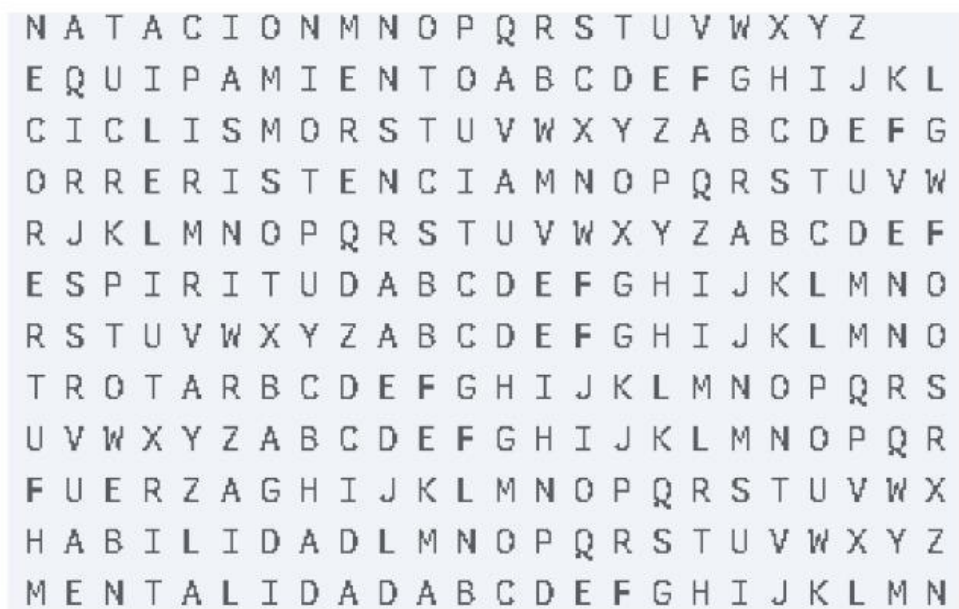 N A T A C I O N M N O P Q R S T U V W X Y Z
E Q U I P A M I E N T O A B C D E F G H I J K L
C I C L I S M O R S T U V W X Y Z A B C D E F G
O R R E R I S T E N C I A M N O P Q R S T U V W
R J K L M N O P Q R S T U V W X Y Z A B C D E F
E S P I R I T U D A B C D E F G H I J K L M N O
R S T U V W X Y Z A B C D E F G H I J K L M N O
T R O T A R B C D E F G H I J K L M N O P Q R S
U V W X Y Z A B C D E F G H I J K L M N O P Q R
F U E R Z A G H I J K L M N O P Q R S T U V W X
H A B I L I D A D L M N O P Q R S T U V W X Y Z
M E N T A L I D A D A B C D E F G H I J K L M N